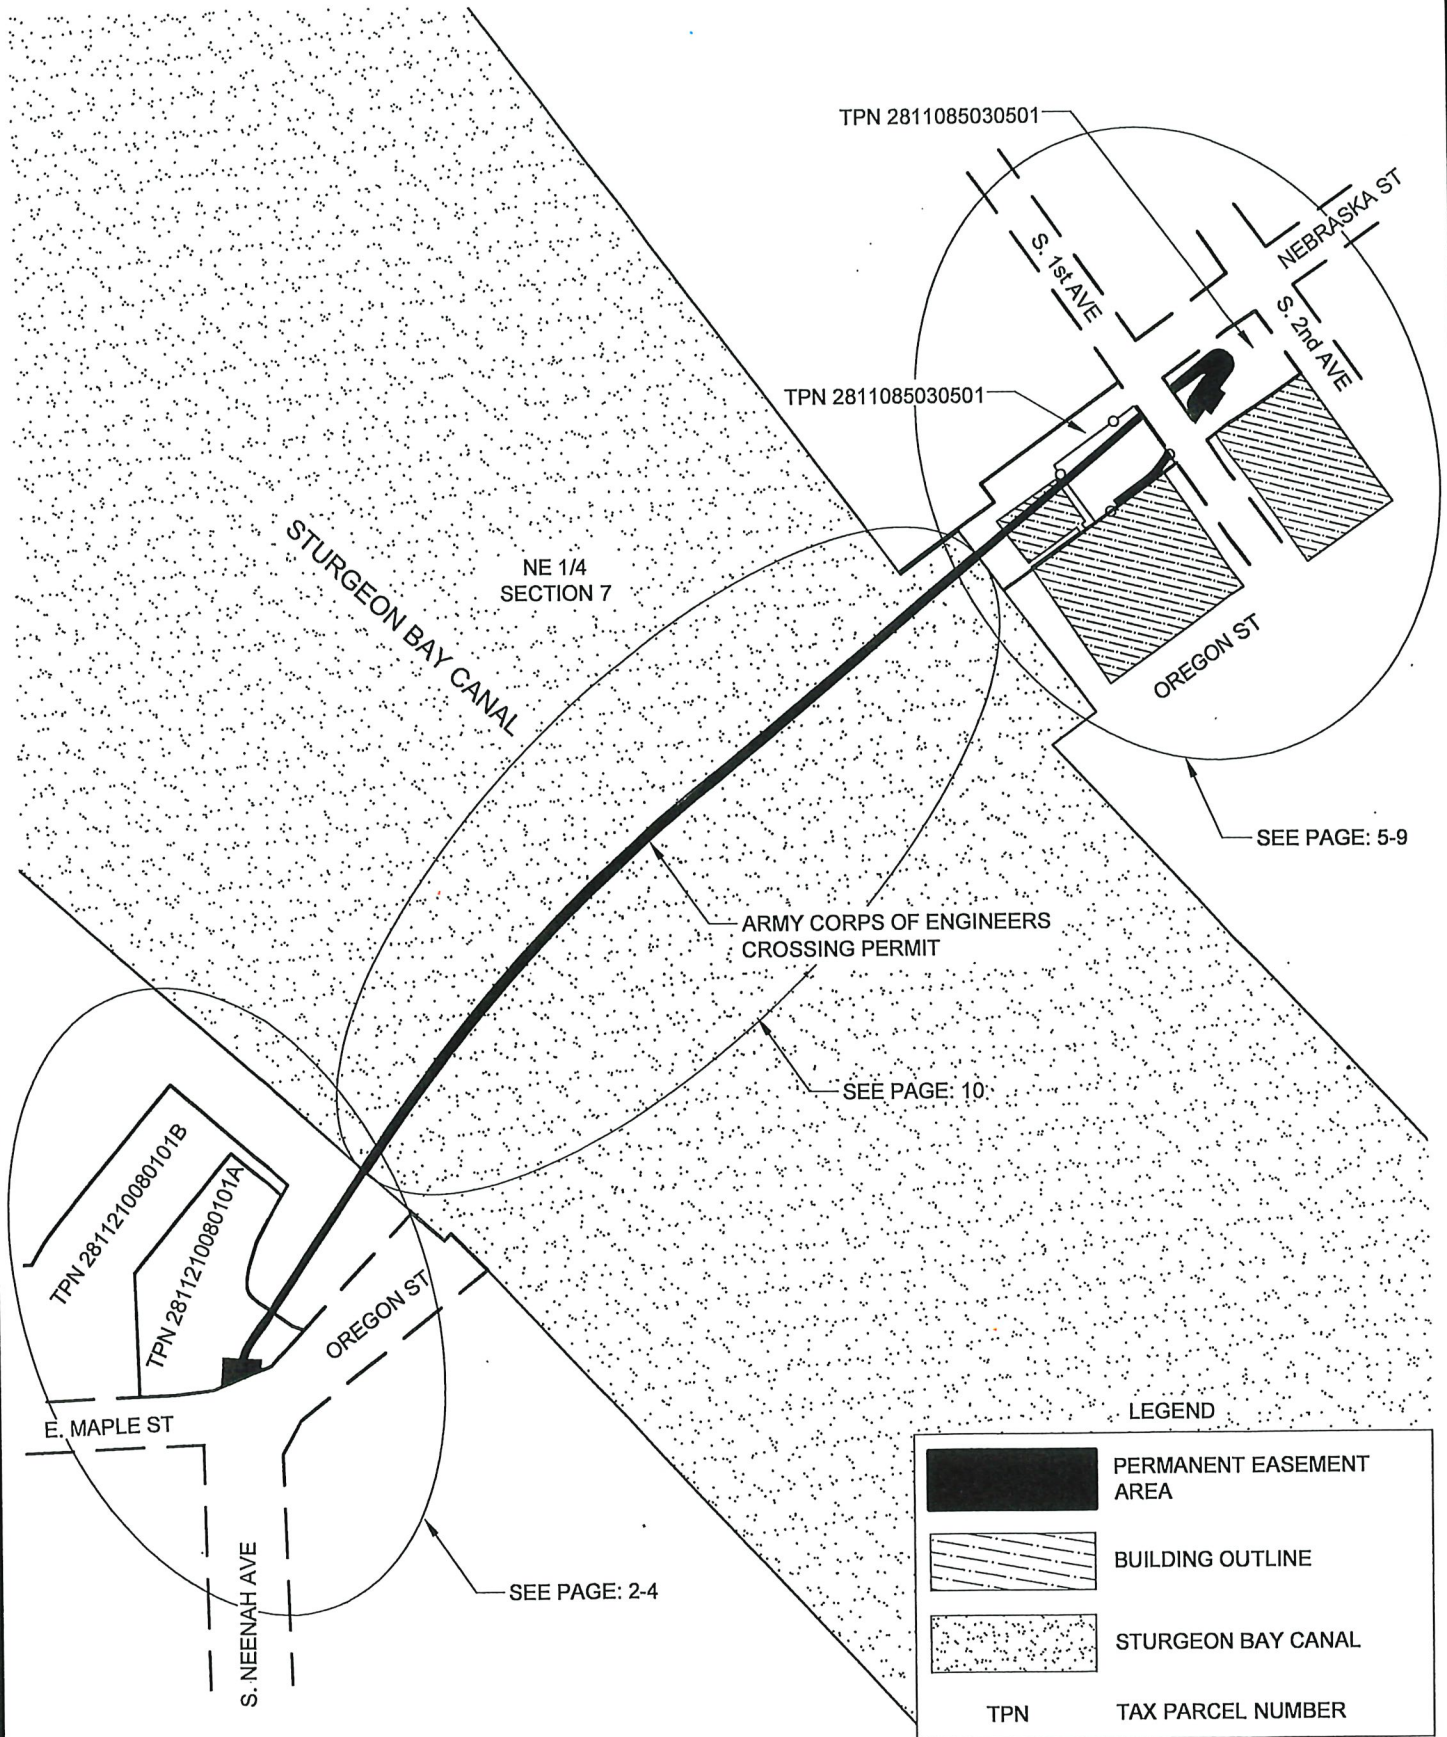 TPN 2811085030501
NEBRASKA ST
S. 1st AVE
S. 2nd AVE
TPN 2811085030501
STURGEON BAY CANAL
NE 1/4
SECTION 7
OREGON ST
SEE PAGE: 5-9
ARMY CORPS OF ENGINEERS
CROSSING PERMIT
SEE PAGE: 10
TPN 2811210080101B
TPN 2811210080101A
OREGON ST
E. MAPLE ST
S. NEENAH AVE
SEE PAGE: 2-4
LEGEND
PERMANENT EASEMENT
AREA
BUILDING OUTLINE
STURGEON BAY CANAL
TPN TAX PARCEL NUMBER